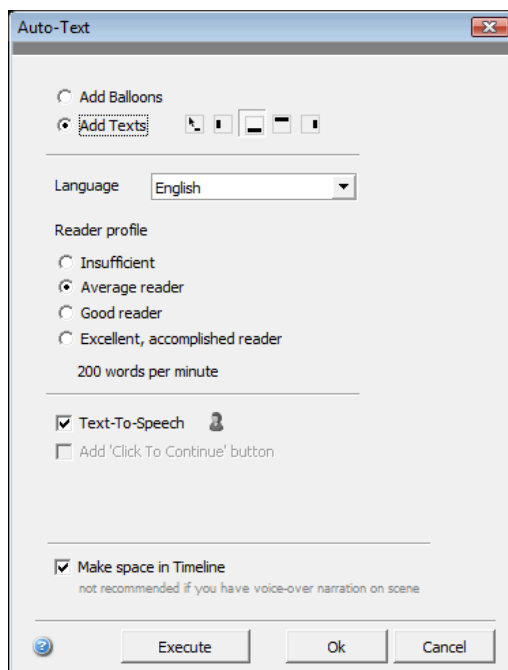 Auto-Text
Add Balloons
Add Texts
Language English
Reader profile
Insufficient
Average reader
Good reader
Excellent, accomplished reader
200 words per minute
Text-To-Speech
Add 'Click To Continue' button
Make space in Timeline
not recommended if you have voice-over narration on scene
? Execute Ok Cancel